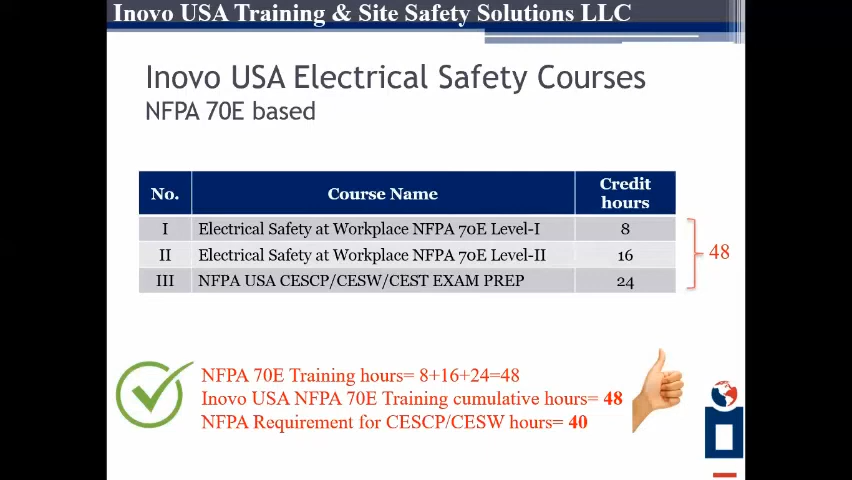 Inovo USA Training & Site Safety Solutions LLC
Inovo USA Electrical Safety Courses
NFPA 70E based
No. Course Name Credit hours
I Electrical Safety at Workplace NFPA 70E Level-I 8
II Electrical Safety at Workplace NFPA 70E Level-II 16
III NFPA USA CESCP/CESW/CEST EXAM PREP 24
48
NFPA 70E Training hours= 8+16+24=48
Inovo USA NFPA 70E Training cumulative hours= 48
NFPA Requirement for CESCP/CESW hours= 40